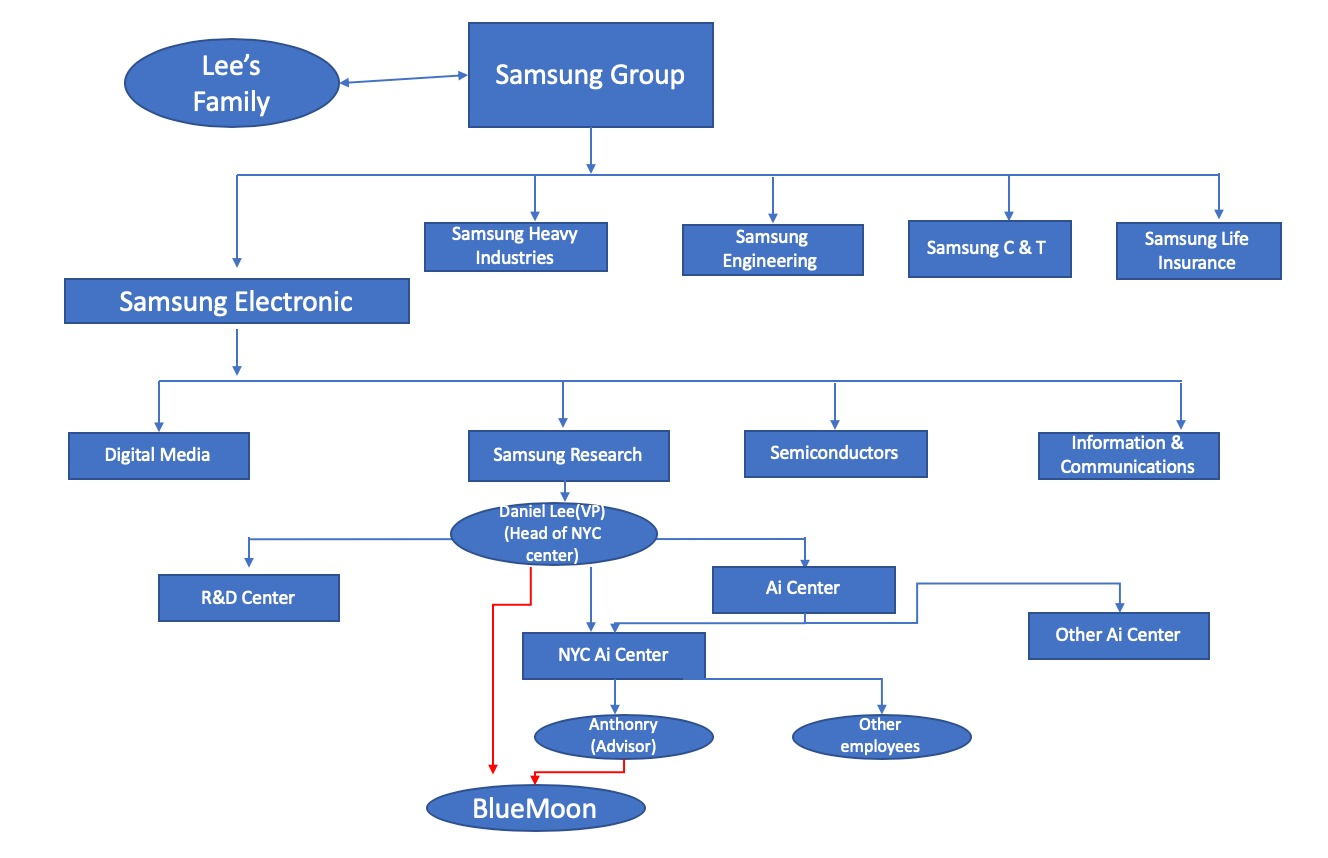 Lee’s
Family
Samsung Group
Samsung Heavy
Industries
Samsung
Engineering
Samsung C & T
Samsung Life
Insurance
Samsung Electronic
Digital Media
Samsung Research
Semiconductors
Information &
Communications
Daniel Lee(VP)
(Head of NYC
center)
R&D Center
Ai Center
Other Ai Center
NYC Ai Center
Anthonry
(Advisor)
Other
employees
BlueMoon